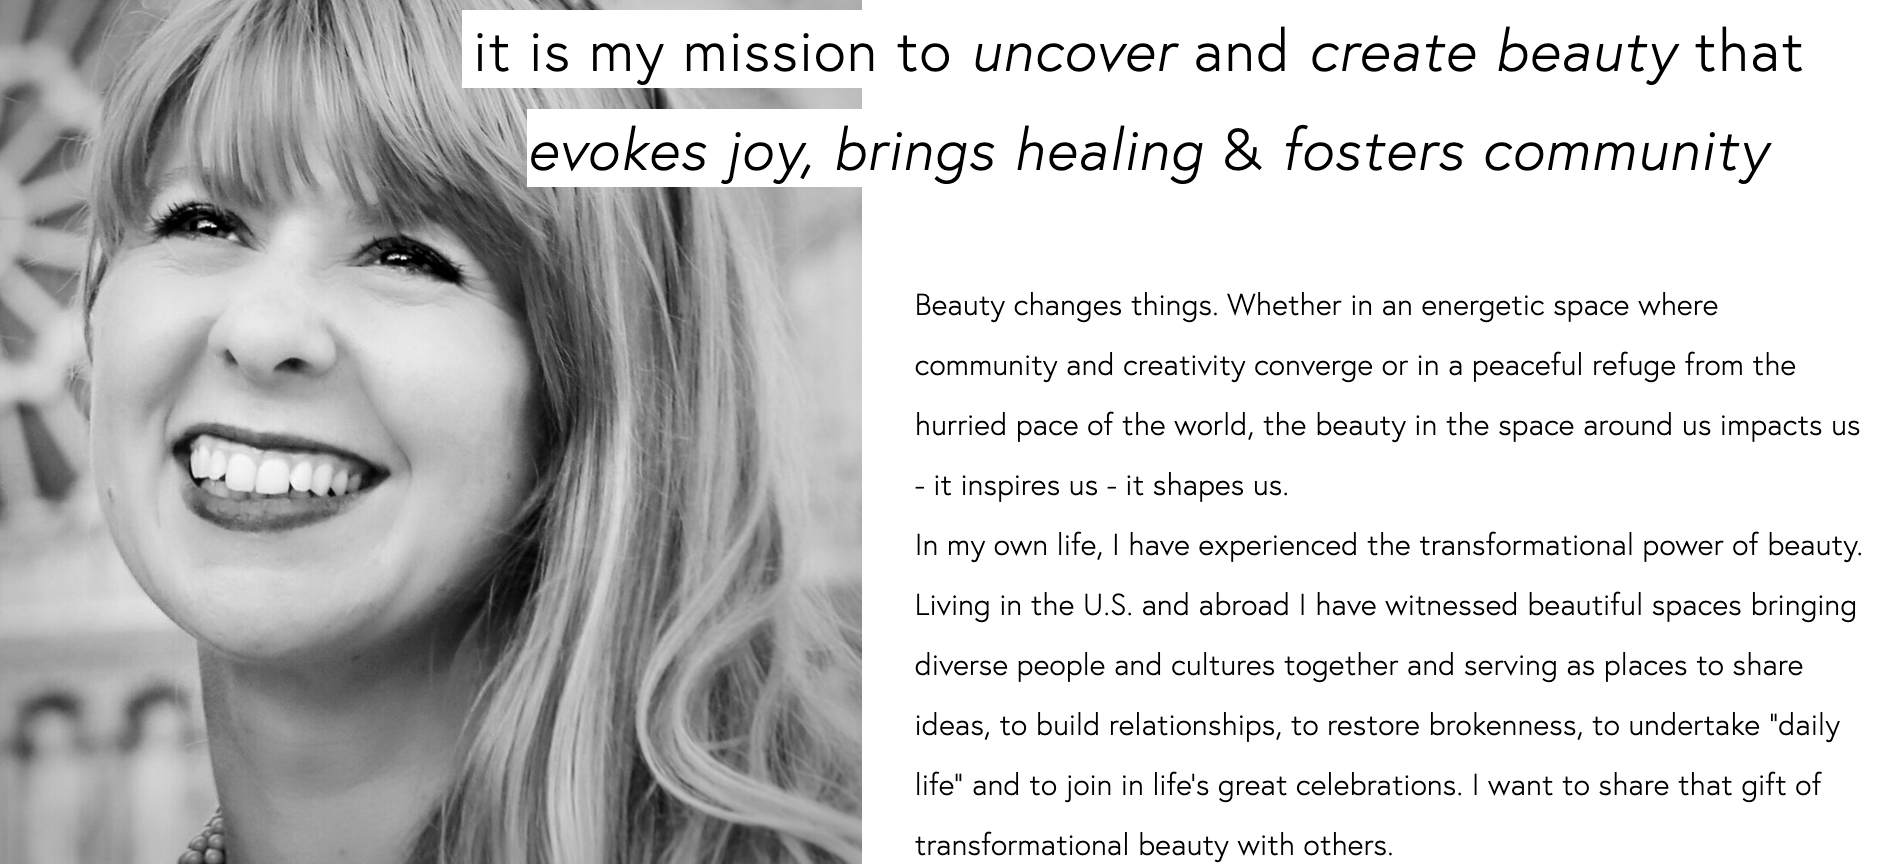 it is my mission to uncover and create beauty that
evokes joy, brings healing & fosters community
Beauty changes things. Whether in an energetic space where
community and creativity converge or in a peaceful refuge from the
hurried pace of the world, the beauty in the space around us impacts us
- it inspires us - it shapes us.
In my own life, I have experienced the transformational power of beauty.
Living in the U.S. and abroad I have witnessed beautiful spaces bringing
diverse people and cultures together and serving as places to share
ideas, to build relationships, to restore brokenness, to undertake "daily
life" and to join in life's great celebrations. I want to share that gift of
transformational beauty with others.